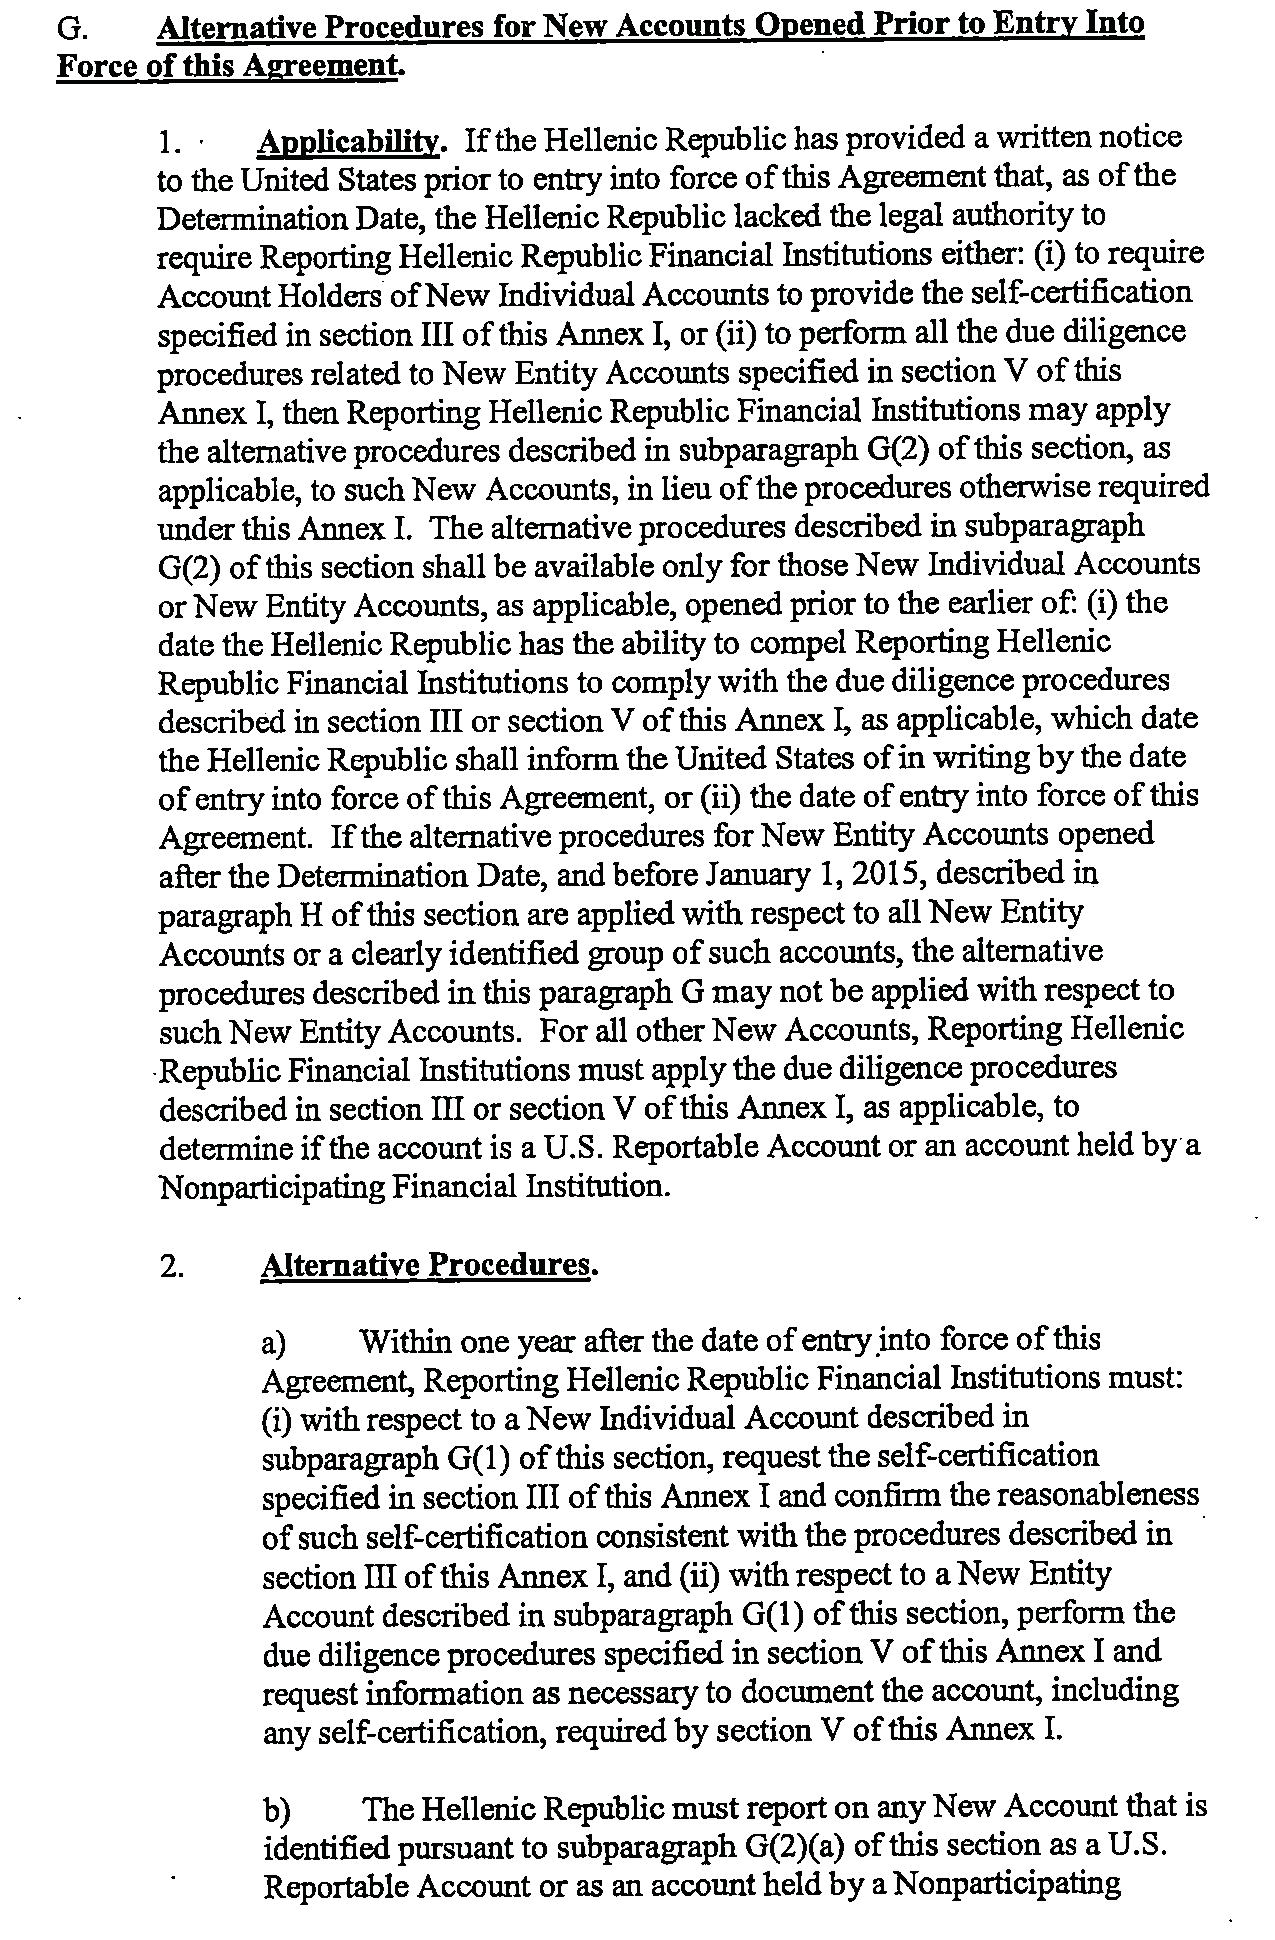 G. Alternative Procedures for New Accounts Opened Prior to Entry Into
Force of this Agreement.
1. Applicability. If the Hellenic Republic has provided a written notice
to the United States prior to entry into force of this Agreement that, as of the
Determination Date, the Hellenic Republic lacked the legal authority to
require Reporting Hellenic Republic Financial Institutions either: (i) to require
Account Holders of New Individual Accounts to provide the self-certification
specified in section III of this Annex I, or (ii) to perform all the due diligence
procedures related to New Entity Accounts specified in section V of this
Annex I, then Reporting Hellenic Republic Financial Institutions may apply
the alternative procedures described in subparagraph G(2) of this section, as
applicable, to such New Accounts, in lieu of the procedures otherwise required
under this Annex I. The alternative procedures described in subparagraph
G(2) of this section shall be available only for those New Individual Accounts
or New Entity Accounts, as applicable, opened prior to the earlier of: (i) the
date the Hellenic Republic has the ability to compel Reporting Hellenic
Republic Financial Institutions to comply with the due diligence procedures
described in section III or section V of this Annex I, as applicable, which date
the Hellenic Republic shall inform the United States of in writing by the date
of entry into force of this Agreement, or (ii) the date of entry into force of this
Agreement. If the alternative procedures for New Entity Accounts opened
after the Determination Date, and before January 1, 2015, described in
paragraph H of this section are applied with respect to all New Entity
Accounts or a clearly identified group of such accounts, the alternative
procedures described in this paragraph G may not be applied with respect to
such New Entity Accounts. For all other New Accounts, Reporting Hellenic
Republic Financial Institutions must apply the due diligence procedures
described in section III or section V of this Annex I, as applicable, to
determine if the account is a U.S. Reportable Account or an account held by a
Nonparticipating Financial Institution.
2. Alternative Procedures.
a) Within one year after the date of entry into force of this
Agreement, Reporting Hellenic Republic Financial Institutions must:
(i) with respect to a New Individual Account described in
subparagraph G(1) of this section, request the self-certification
specified in section III of this Annex I and confirm the reasonableness
of such self-certification consistent with the procedures described in
section III of this Annex I, and (ii) with respect to a New Entity
Account described in subparagraph G(1) of this section, perform the
due diligence procedures specified in section V of this Annex I and
request information as necessary to document the account, including
any self-certification, required by section V of this Annex I.
b) The Hellenic Republic must report on any New Account that is
identified pursuant to subparagraph G(2)(a) of this section as a U.S.
Reportable Account or as an account held by a Nonparticipating